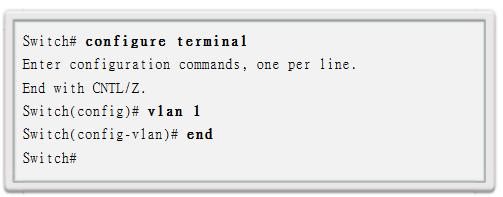 Switch# configure terminal
Enter configuration commands, one per line.
End with CNTL/Z.
Switch(config)# vlan 1
Switch(config-vlan)# end
Switch#